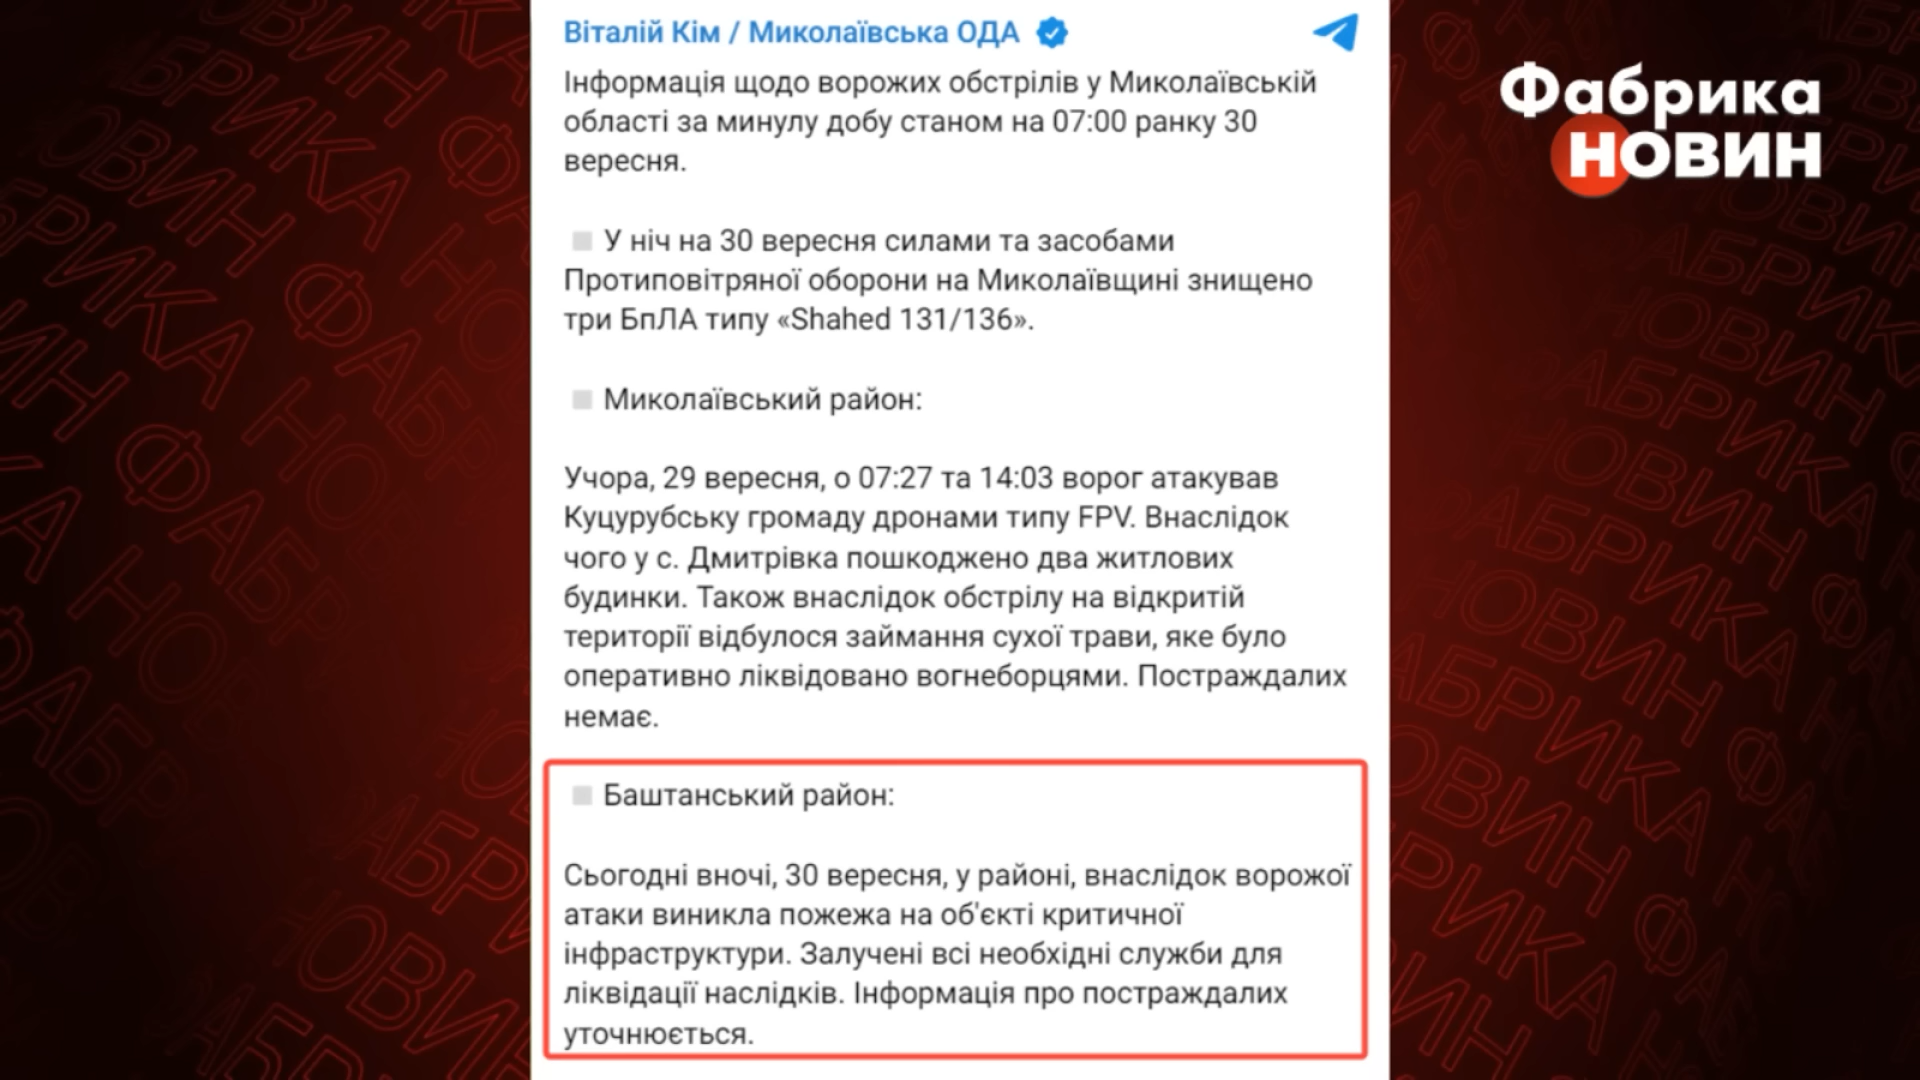 Віталій Кім / Миколаївська ОДА
Фабрика
новин
Інформація щодо ворожих обстрілів у Миколаївській
області за минулу добу станом на 07:00 ранку 30
вересня.
У ніч на 30 вересня силами та засобами
Протиповітряної оборони на Миколаївщині знищено
три БпЛА типу «Shahed 131/136».
Миколаївський район:
Учора, 29 вересня, о 07:27 та 14:03 ворог атакував
Куцурубську громаду дронами типу FPV. Внаслідок
чого у с. Дмитрівка пошкоджено два житлових
будинки. Також внаслідок обстрілу на відкритій
території відбулося займання сухої трави, яке було
оперативно ліквідовано вогнеборцями. Постраждалих
немає.
Баштанський район:
Сьогодні вночі, 30 вересня, у районі, внаслідок ворожої
атаки виникла пожежа на об'єкті критичної
інфраструктури. Залучені всі необхідні служби для
ліквідації наслідків. Інформація про постраждалих
уточнюється.